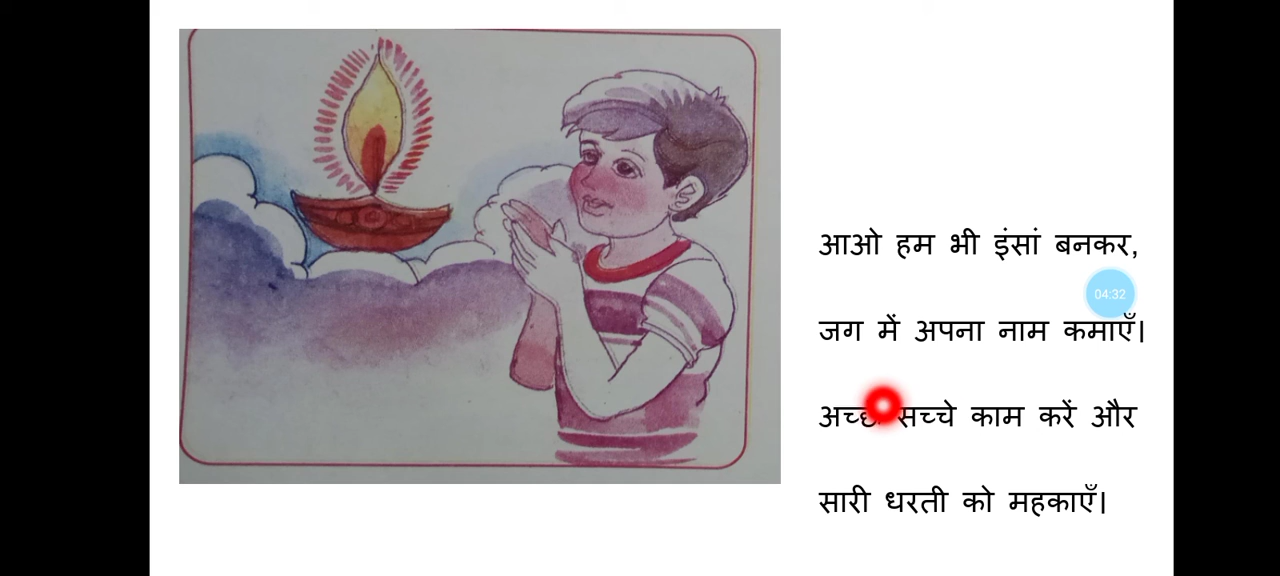 आओ हम भी इंसां बनकर,
04:32
जग में अपना नाम कमाएँ।
सच्चे काम करें और
सारी धरती को महकाएँ।